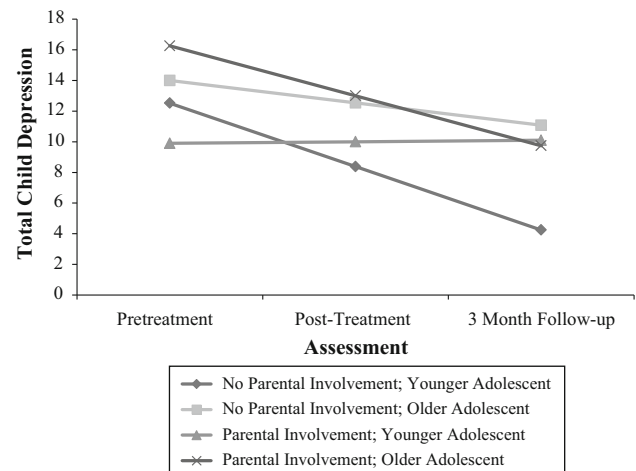 18
16
14
12
10
8
6
4
2
0
Total Child Depression
Pretreatment Post-Treatment 3 Month Follow-up
Assessment
No Parental Involvement; Younger Adolescent
No Parental Involvement; Older Adolescent
Parental Involvement; Younger Adolescent
Parental Involvement; Older Adolescent